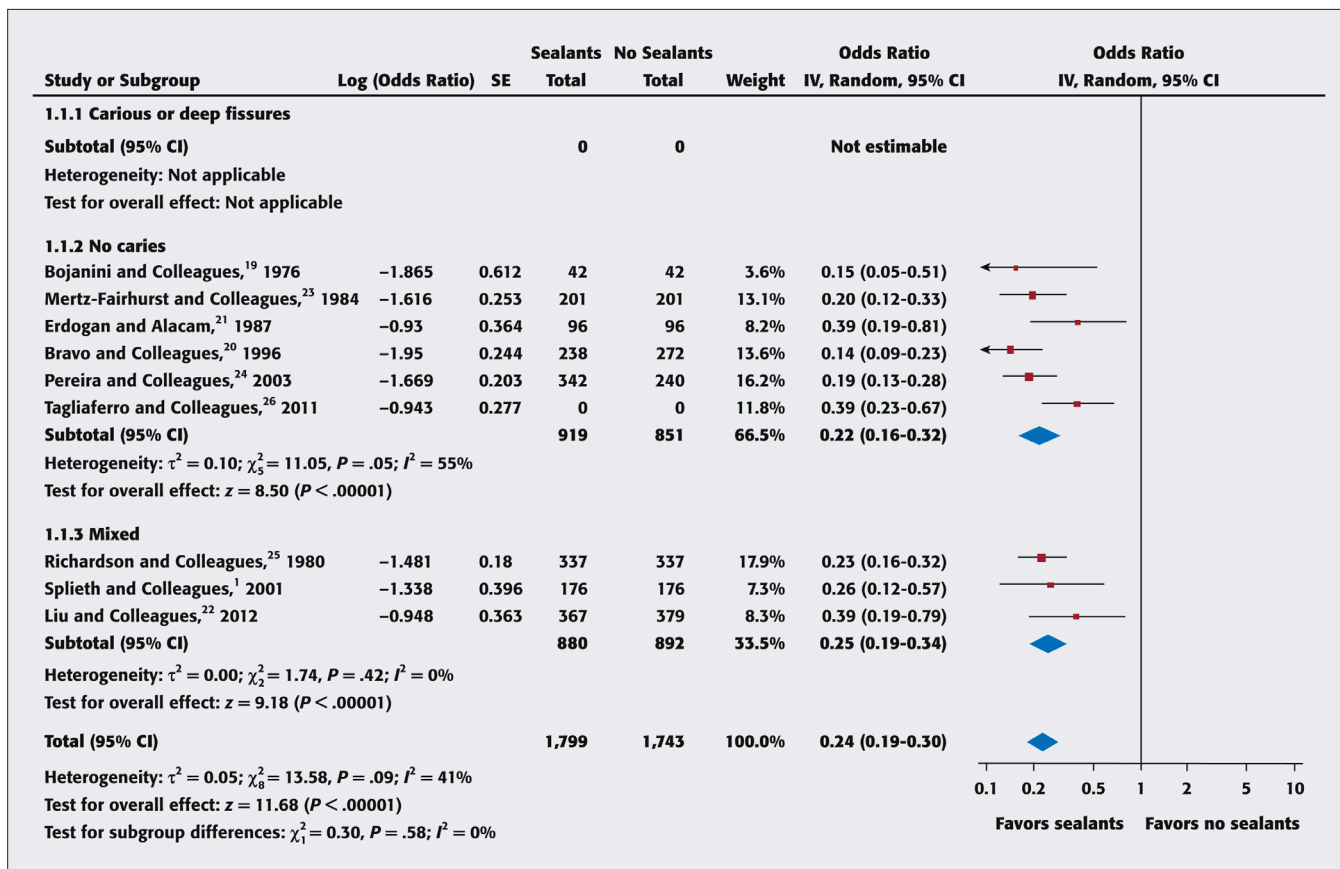 Sealants No Sealants Odds Ratio Odds Ratio
Study or Subgroup Log (Odds Ratio) SE Total Total Weight IV, Random, 95% CI IV, Random, 95% CI
1.1.1 Carious or deep fissures
Subtotal (95% CI) 0 0 Not estimable
Heterogeneity: Not applicable
Test for overall effect: Not applicable
1.1.2 No caries
Bojanini and Colleagues,¹⁹ 1976 –1.865 0.612 42 42 3.6% 0.15 (0.05-0.51)
Mertz-Fairhurst and Colleagues,²³ 1984 –1.616 0.253 201 201 13.1% 0.20 (0.12-0.33)
Erdogan and Alacam,²¹ 1987 –0.93 0.364 96 96 8.2% 0.39 (0.19-0.81)
Bravo and Colleagues,²⁰ 1996 –1.95 0.244 238 272 13.6% 0.14 (0.09-0.23)
Pereira and Colleagues,²⁴ 2003 –1.669 0.203 342 240 16.2% 0.19 (0.13-0.28)
Tagliaferro and Colleagues,²⁶ 2011 –0.943 0.277 0 0 11.8% 0.39 (0.23-0.67)
Subtotal (95% CI) 919 851 66.5% 0.22 (0.16-0.32)
Heterogeneity: τ² = 0.10; χ²₅ = 11.05, P = .05; I² = 55%
Test for overall effect: z = 8.50 (P < .00001)
1.1.3 Mixed
Richardson and Colleagues,²⁵ 1980 –1.481 0.18 337 337 17.9% 0.23 (0.16-0.32)
Splieth and Colleagues,¹ 2001 –1.338 0.396 176 176 7.3% 0.26 (0.12-0.57)
Liu and Colleagues,²² 2012 –0.948 0.363 367 379 8.3% 0.39 (0.19-0.79)
Subtotal (95% CI) 880 892 33.5% 0.25 (0.19-0.34)
Heterogeneity: τ² = 0.00; χ²₂ = 1.74, P = .42; I² = 0%
Test for overall effect: z = 9.18 (P < .00001)
Total (95% CI) 1,799 1,743 100.0% 0.24 (0.19-0.30)
Heterogeneity: τ² = 0.05; χ²₈ = 13.58, P = .09; I² = 41%
0.1 0.2 0.5 1 2 5 10
Test for overall effect: z = 11.68 (P < .00001)
Test for subgroup differences: χ²₁ = 0.30, P = .58; I² = 0%
Favors sealants Favors no sealants